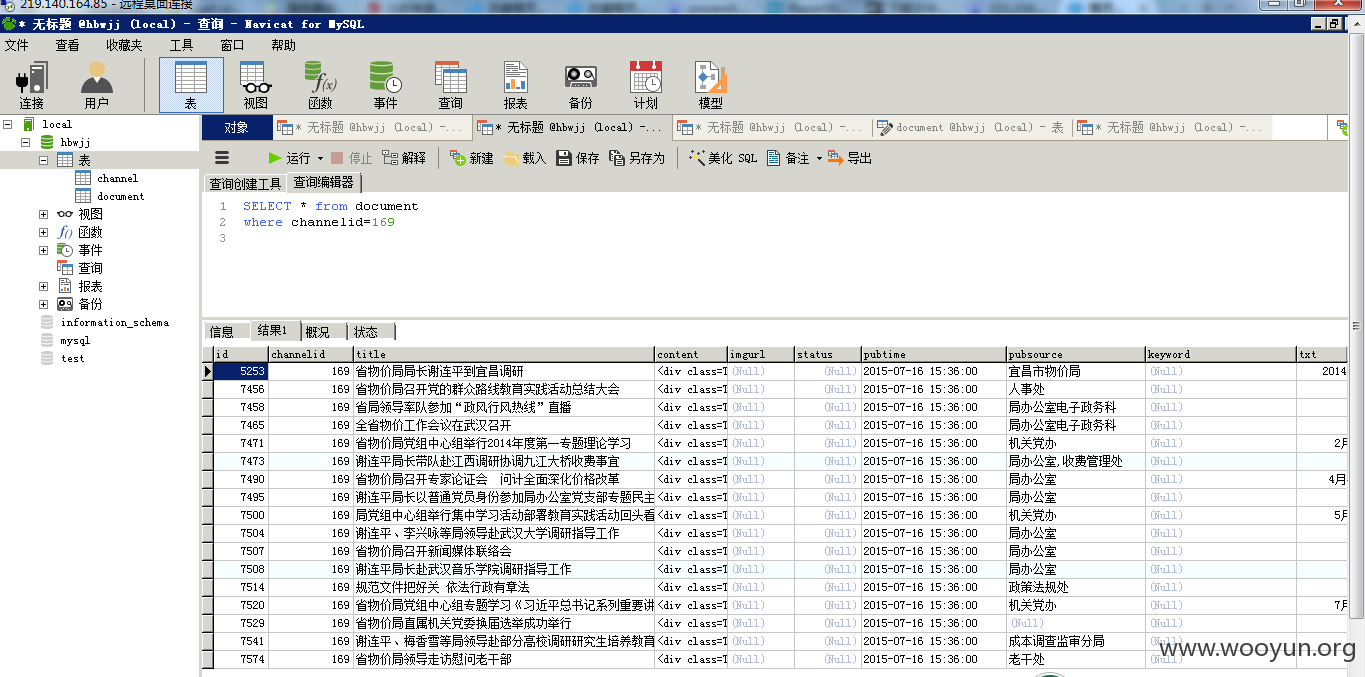 219.140.164.85 - 远程桌面连接
* 无标题 @hbwjj (local) - 查询 - Navicat for MySQL
文件 查看 收藏夹 工具 窗口 帮助
连接 用户 表 视图 函数 事件 查询 报表 备份 计划 模型
local
hbwjj
表
channel
document
视图
函数
事件
查询
报表
备份
information_schema
mysql
test
对象 * 无标题 @hbwjj (local) -... * 无标题 @hbwjj (local) -... * 无标题 @hbwjj (local) -... document @hbwjj (local) - 表 * 无标题 @hbwjj (local) -...
运行 停止 解释 新建 载入 保存 另存为 美化 SQL 备注 导出
查询创建工具 查询编辑器
1 SELECT * from document
2 where channelid=169
3
信息 结果1 概况 状态
id channelid title content imgurl status pubtime pubsource keyword txt
5253 169 省物价局局长谢连平到宜昌调研 <div class=T (Null) (Null) 2015-07-16 15:36:00 宜昌市物价局 (Null) 2014
7456 169 省物价局召开党的群众路线教育实践活动总结大会 <div class=T (Null) (Null) 2015-07-16 15:36:00 人事处 (Null)
7458 169 省局领导率队参加“政风行风热线”直播 <div class=T (Null) (Null) 2015-07-16 15:36:00 局办公室电子政务科 (Null)
7465 169 全省物价工作会议在武汉召开 <div class=T (Null) (Null) 2015-07-16 15:36:00 局办公室电子政务科 (Null)
7471 169 省物价局党组中心组举行2014年度第一专题理论学习 <div class=T (Null) (Null) 2015-07-16 15:36:00 机关党办 (Null) 2月
7473 169 谢连平局长带队赴江西调研协调九江大桥收费事宜 <div class=T (Null) (Null) 2015-07-16 15:36:00 局办公室,收费管理处 (Null)
7490 169 省物价局召开专家论证会　问计全面深化价格改革 <div class=T (Null) (Null) 2015-07-16 15:36:00 局办公室 (Null) 4月
7495 169 谢连平局长以普通党员身份参加局办公室党支部专题民主 <div class=T (Null) (Null) 2015-07-16 15:36:00 局办公室 (Null)
7500 169 局党组中心组举行集中学习活动部署教育实践活动回头看 <div class=T (Null) (Null) 2015-07-16 15:36:00 机关党办 (Null) 5月
7504 169 谢连平、李兴咏等局领导赴武汉大学调研指导工作 <div class=T (Null) (Null) 2015-07-16 15:36:00 局办公室 (Null)
7507 169 省物价局召开新闻媒体联络会 <div class=T (Null) (Null) 2015-07-16 15:36:00 局办公室 (Null)
7508 169 谢连平局长赴武汉音乐学院调研指导工作 <div class=T (Null) (Null) 2015-07-16 15:36:00 局办公室 (Null)
7514 169 规范文件把好关 依法行政有章法 <div class=T (Null) (Null) 2015-07-16 15:36:00 政策法规处 (Null)
7520 169 省物价局党组中心组专题学习《习近平总书记系列重要讲 <div class=T (Null) (Null) 2015-07-16 15:36:00 机关党办 (Null) 7月
7529 169 省物价局直属机关党委换届选举成功举行 <div class=T (Null) (Null) 2015-07-16 15:36:00 (Null) (Null)
7541 169 谢连平、梅香雪等局领导赴部分高校调研研究生培养教育 <div class=T (Null) (Null) 2015-07-16 15:36:00 成本调查监审分局 (Null)
7574 169 省物价局领导走访慰问老干部 <div class=T (Null) (Null) 2015-07-16 15:36:00 老干处 (Null)
www.wooyun.org